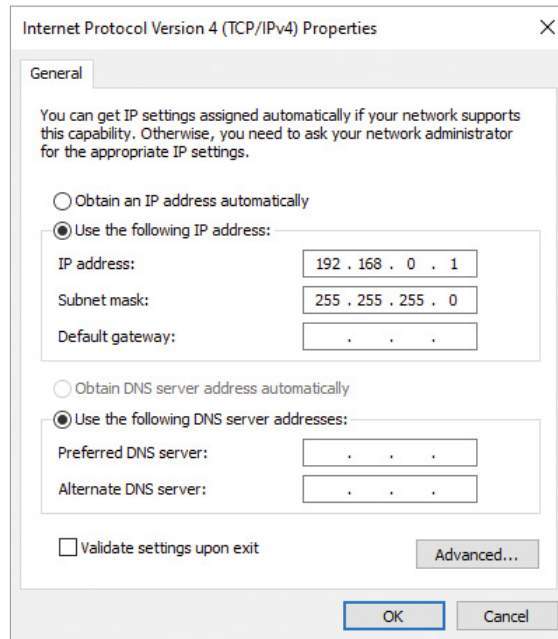 Internet Protocol Version 4 (TCP/IPv4) Properties
General
You can get IP settings assigned automatically if your network supports
this capability. Otherwise, you need to ask your network administrator
for the appropriate IP settings.
Obtain an IP address automatically
Use the following IP address:
IP address: 192 . 168 . 0 . 1
Subnet mask: 255 . 255 . 255 . 0
Default gateway: . . .
Obtain DNS server address automatically
Use the following DNS server addresses:
Preferred DNS server: . . .
Alternate DNS server: . . .
Validate settings upon exit
Advanced...
OK Cancel